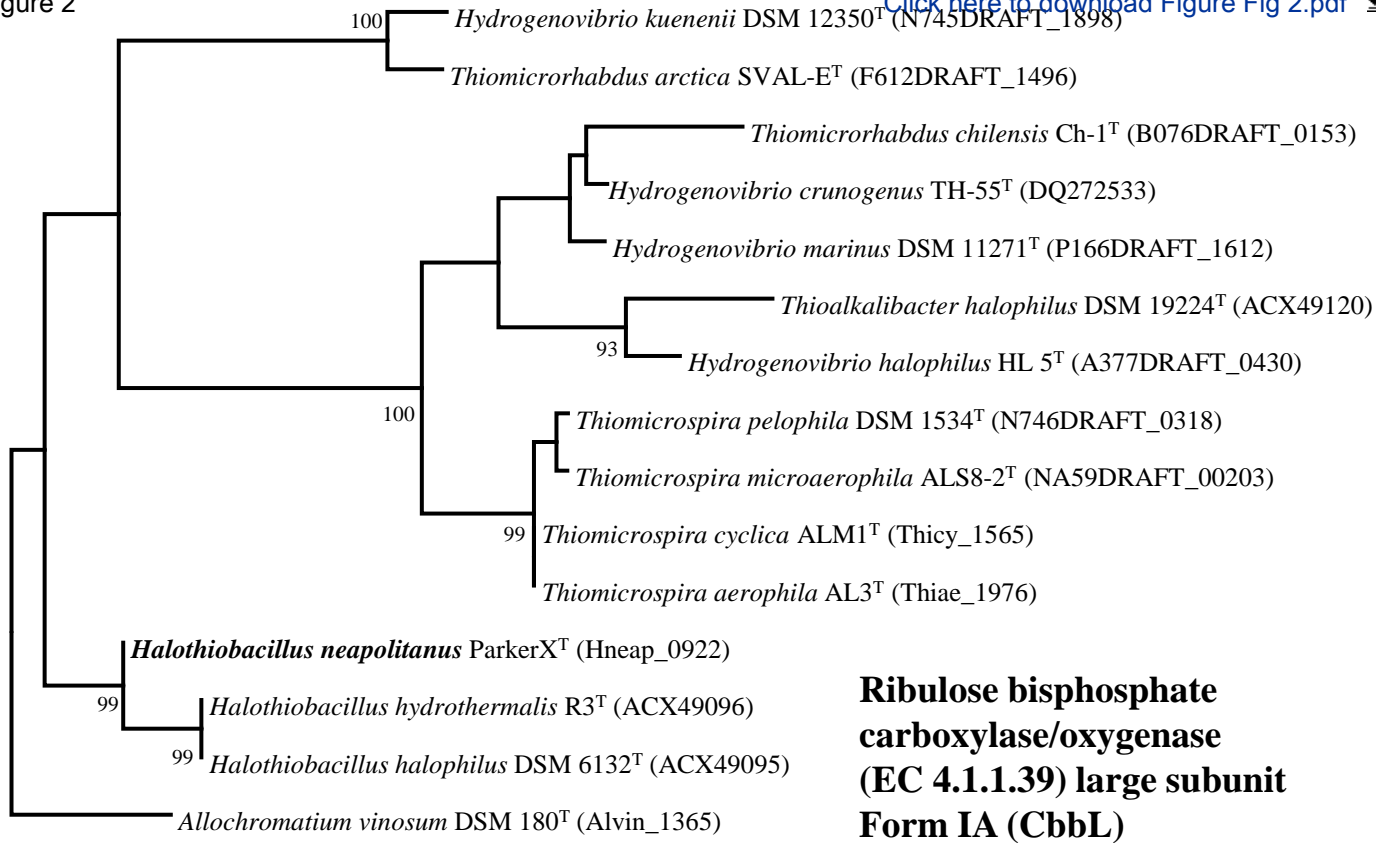 gure 2
Click here to download Figure Fig 2.pdf
100
Hydrogenovibrio kuenenii DSM 12350T (N745DRAFT_1898)
Thiomicrorhabdus arctica SVAL-ET (F612DRAFT_1496)
Thiomicrorhabdus chilensis Ch-1T (B076DRAFT_0153)
Hydrogenovibrio crunogenus TH-55T (DQ272533)
Hydrogenovibrio marinus DSM 11271T (P166DRAFT_1612)
Thioalkalibacter halophilus DSM 19224T (ACX49120)
93
Hydrogenovibrio halophilus HL 5T (A377DRAFT_0430)
100
Thiomicrospira pelophila DSM 1534T (N746DRAFT_0318)
Thiomicrospira microaerophila ALS8-2T (NA59DRAFT_00203)
99
Thiomicrospira cyclica ALM1T (Thicy_1565)
Thiomicrospira aerophila AL3T (Thiae_1976)
Halothiobacillus neapolitanus ParkerXT (Hneap_0922)
99
Halothiobacillus hydrothermalis R3T (ACX49096)
99
Halothiobacillus halophilus DSM 6132T (ACX49095)
Allochromatium vinosum DSM 180T (Alvin_1365)
Ribulose bisphosphate
carboxylase/oxygenase
(EC 4.1.1.39) large subunit
Form IA (CbbL)